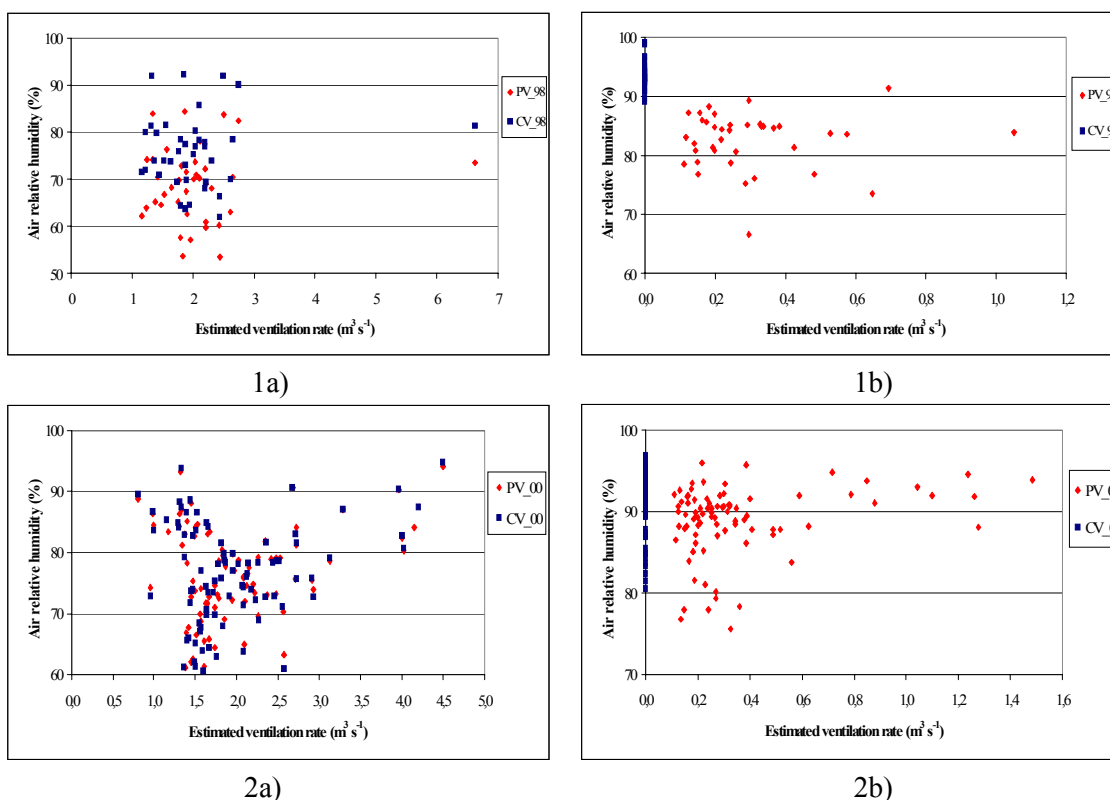 100
90
80
70
60
50
Air relative humidity (%)
0 1 2 3 4 5 6 7
Estimated ventilation rate (m³ s⁻¹)
PV_98
CV_98
1a)
100
90
80
70
60
Air relative humidity (%)
0,0 0,2 0,4 0,6 0,8 1,0 1,2
Estimated ventilation rate (m³ s⁻¹)
PV_9
CV_9
1b)
100
90
80
70
60
Air relative humidity (%)
0,0 0,5 1,0 1,5 2,0 2,5 3,0 3,5 4,0 4,5 5,0
Estimated ventilation rate (m³ s⁻¹)
PV_00
CV_00
2a)
100
90
80
70
Air relative humidity (%)
0,0 0,2 0,4 0,6 0,8 1,0 1,2 1,4 1,6
Estimated ventilation rate (m³ s⁻¹)
PV_0
CV_0
2b)